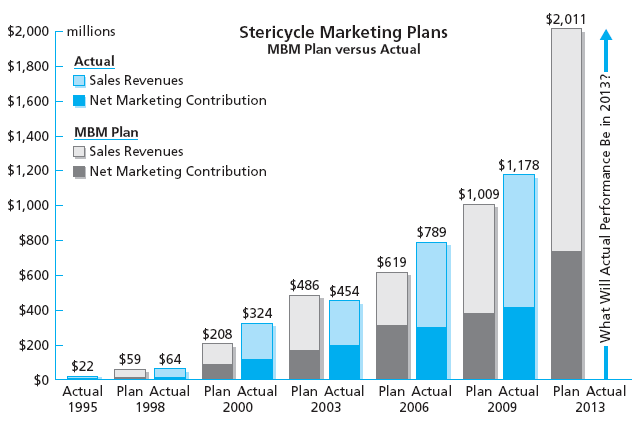 Stericycle Marketing Plans
MBM Plan versus Actual
millions
$2,000
$1,800
$1,600
$1,400
$1,200
$1,000
$800
$600
$400
$200
$0
Actual
Sales Revenues
Net Marketing Contribution
MBM Plan
Sales Revenues
Net Marketing Contribution
$22
$59
$64
$208
$324
$486
$454
$619
$789
$1,009
$1,178
$2,011
What Will Actual Performance Be in 2013?
Actual Plan Actual Plan Actual Plan Actual Plan Actual Plan Actual Plan Actual
1995 1998 2000 2003 2006 2009 2013